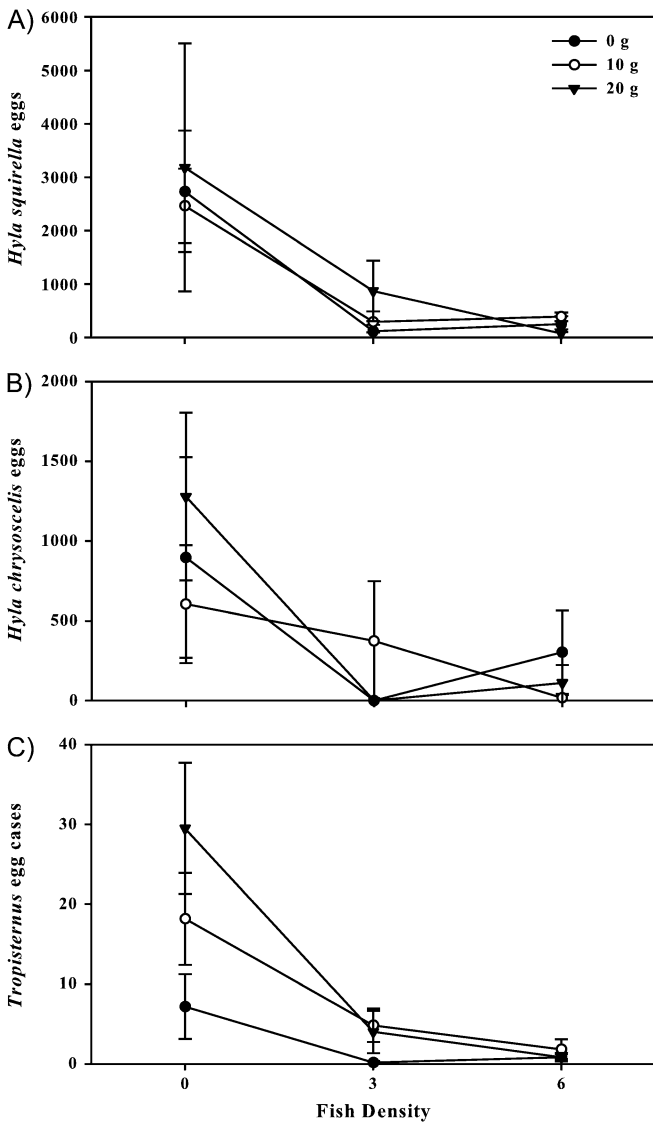 A)
6000
5000
4000
3000
2000
1000
0
Hyla squirella eggs
0 g
10 g
20 g
B)
2000
1500
1000
500
0
Hyla chrysoscelis eggs
C)
40
30
20
10
0
Tropisternus egg cases
0 3 6
Fish Density